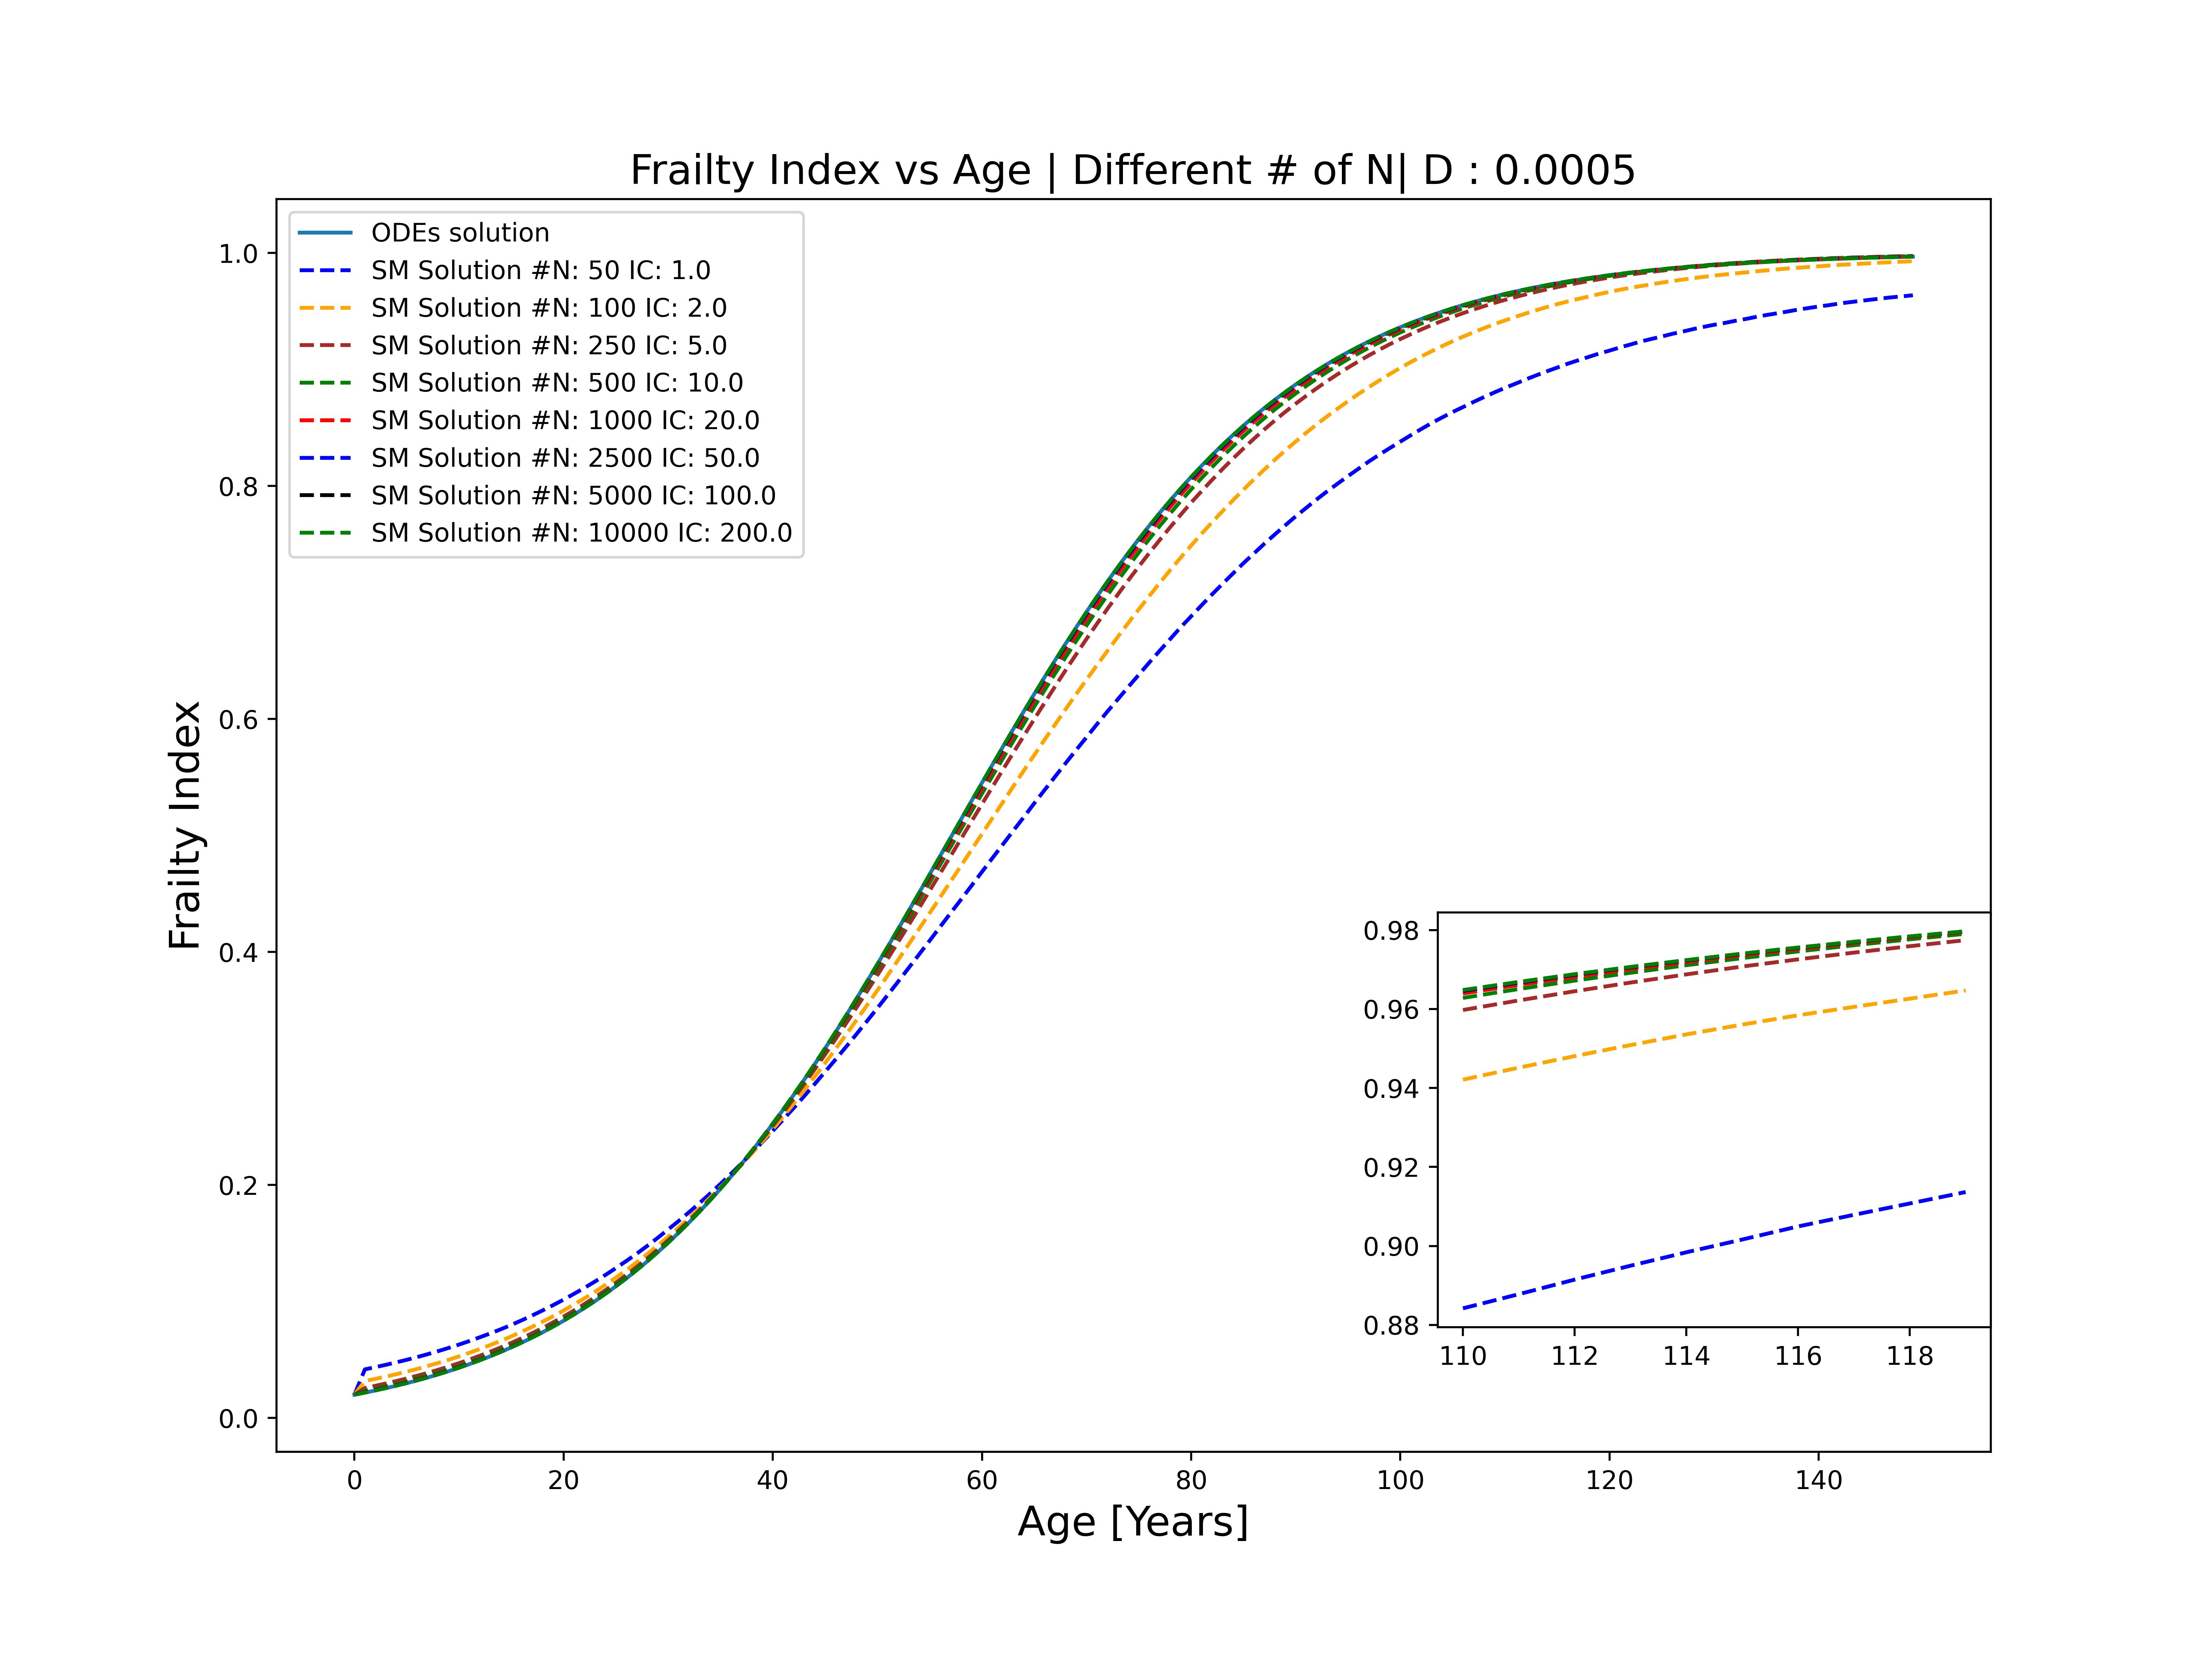 Frailty Index vs Age | Different # of N| D : 0.0005
ODEs solution
SM Solution #N: 50 IC: 1.0
SM Solution #N: 100 IC: 2.0
SM Solution #N: 250 IC: 5.0
SM Solution #N: 500 IC: 10.0
SM Solution #N: 1000 IC: 20.0
SM Solution #N: 2500 IC: 50.0
SM Solution #N: 5000 IC: 100.0
SM Solution #N: 10000 IC: 200.0
1.0
0.8
0.6
0.4
0.2
0.0
Frailty Index
0.98
0.96
0.94
0.92
0.90
0.88
110 112 114 116 118
0 20 40 60 80 100 120 140
Age [Years]